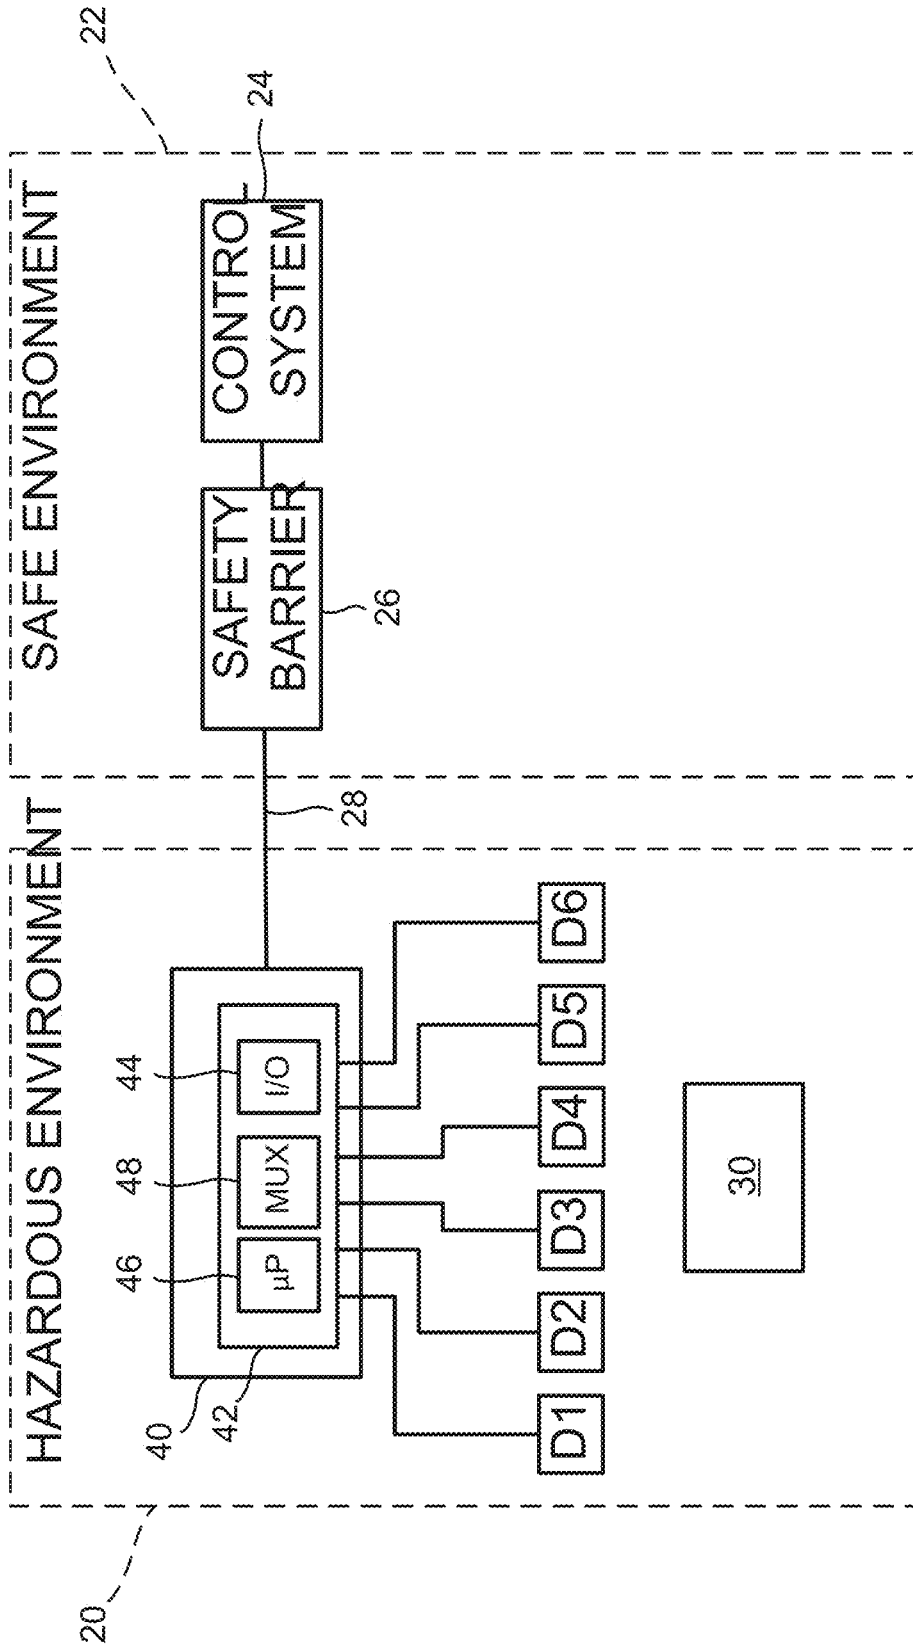 20
22
HAZARDOUS ENVIRONMENT
SAFE ENVIRONMENT
40
42
46
48
44
µP
MUX
I/O
28
SAFETY
BARRIER
26
CONTROL
SYSTEM
24
D1
D2
D3
D4
D5
D6
30